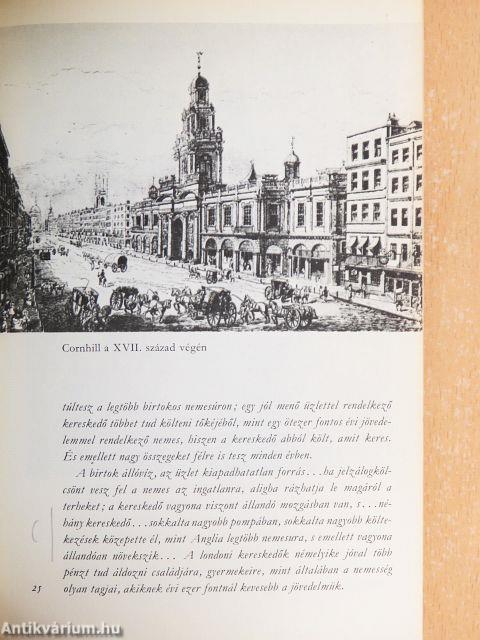 Cornhill a XVII. század végén
túltesz a legtöbb birtokos nemesúron; egy jól menő üzlettel rendelkező
kereskedő többet tud költeni tőkéjéből, mint egy ötezer fontos évi jövede-
lemmel rendelkező nemes, hiszen a kereskedő abból költ, amit keres.
És emellett nagy összegeket félre is tesz minden évben.
A birtok állóvíz, az üzlet kiapadhatatlan forrás...ha jelzálogköl-
csönt vesz fel a nemes az ingatlanra, aligha rázhatja le magáról a
terheket; a kereskedő vagyona viszont állandó mozgásban van, s...né-
hány kereskedő...sokkalta nagyobb pompában, sokkalta nagyobb költe-
kezések közepette él, mint Anglia legtöbb nemesura, s emellett vagyona
állandóan növekszik... A londoni kereskedők némelyike jóval több
pénzt tud áldozni családjára, gyermekeire, mint általában a nemesség
25 olyan tagjai, akiknek évi ezer fontnál kevesebb a jövedelmük.
Antikvárium.hu